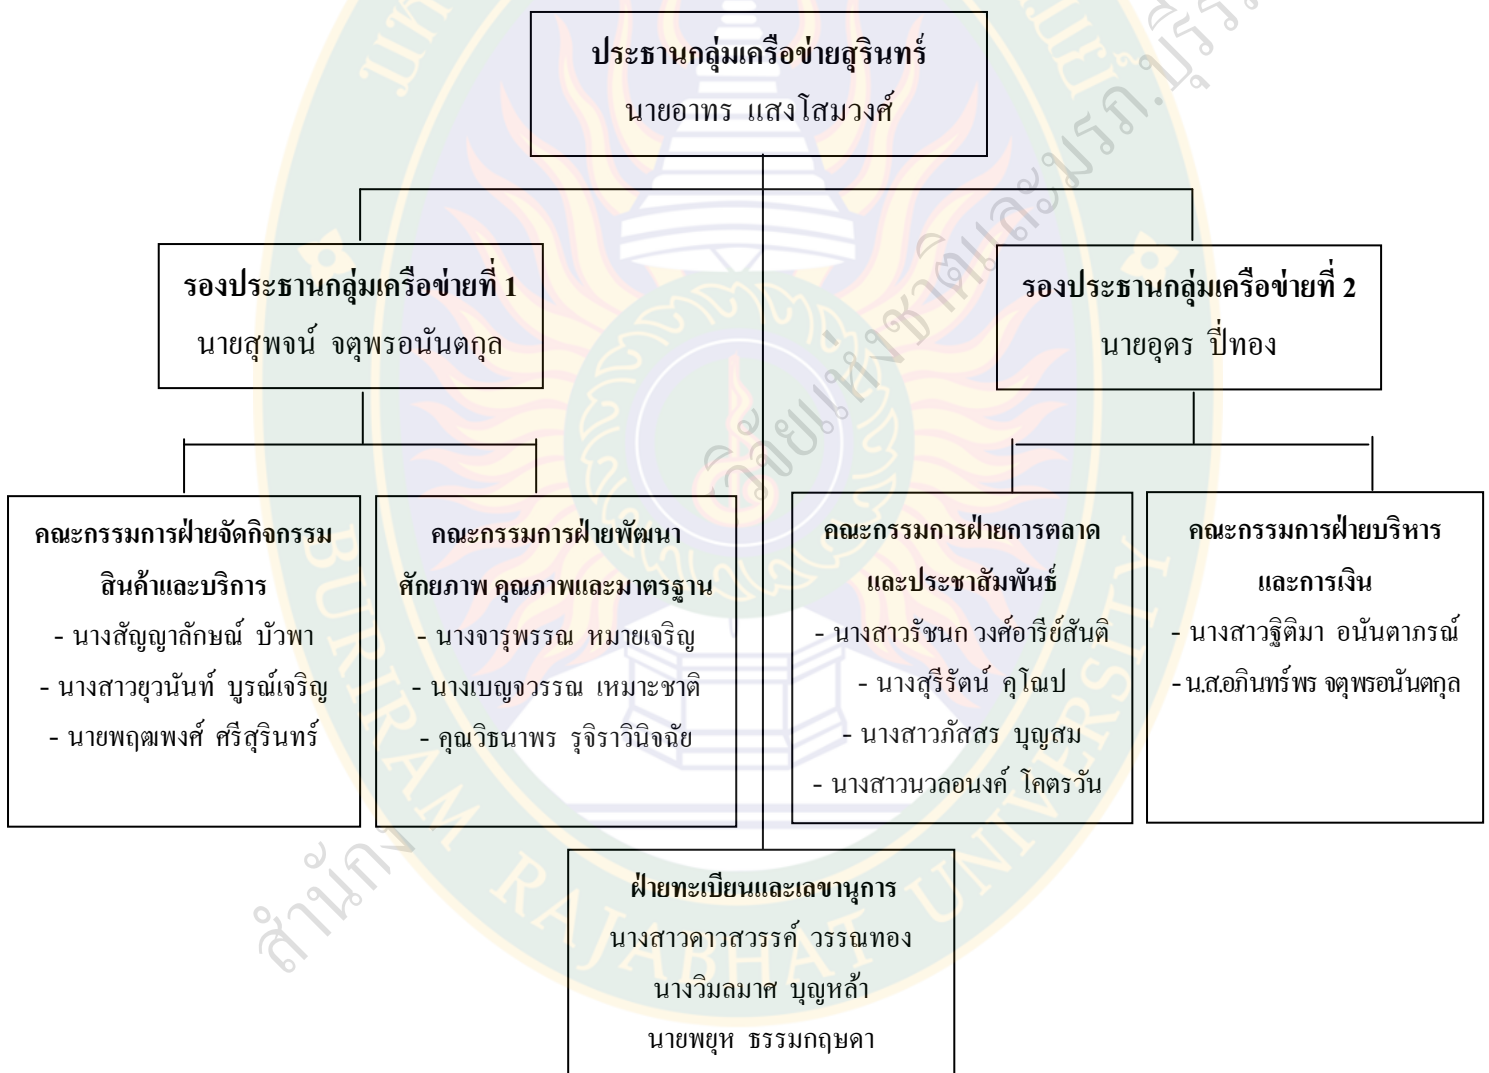 ประธานกลุ่มเครือข่ายสุรินทร์
นายอาทร แสงโสมวงศ์
รองประธานกลุ่มเครือข่ายที่ 1
นายสุพจน์ จตุพรอนันตกุล
รองประธานกลุ่มเครือข่ายที่ 2
นายอุดร ปี่ทอง
คณะกรรมการฝ่ายจัดกิจกรรม
สินค้าและบริการ
- นางสัญญาลักษณ์ บัวพา
- นางสาวยุวนันท์ บูรณ์เจริญ
- นายพฤฒพงศ์ ศรีสุรินทร์
คณะกรรมการฝ่ายพัฒนา
ศักยภาพ คุณภาพและมาตรฐาน
- นางจารุพรรณ หมายเจริญ
- นางเบญจวรรณ เหมาะชาติ
- คุณวิธนาพร รุจิราวินิจฉัย
คณะกรรมการฝ่ายการตลาด
และประชาสัมพันธ์
- นางสาวรัชนก วงศ์อารีย์สันติ
- นางสุรีรัตน์ คุโณป
- นางสาวภัสสร บุญสม
- นางสาวนวลอนงค์ โคตรวัน
คณะกรรมการฝ่ายบริหาร
และการเงิน
- นางสาวฐิติมา อนันตาภรณ์
- น.ส.อภินทร์พร จตุพรอนันตกุล
ฝ่ายทะเบียนและเลขานุการ
นางสาวดาวสวรรค์ วรรณทอง
นางวิมลมาศ บุญหล้า
นายพยุห ธรรมกฤษดา
BURIRAM RAJABHAT UNIVERSITY